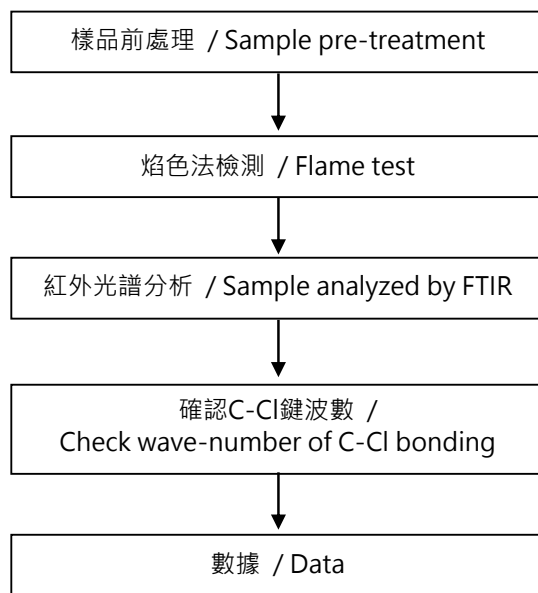 樣品前處理 / Sample pre-treatment
焰色法檢測 / Flame test
紅外光譜分析 / Sample analyzed by FTIR
確認C-Cl鍵波數 /
Check wave-number of C-Cl bonding
數據 / Data